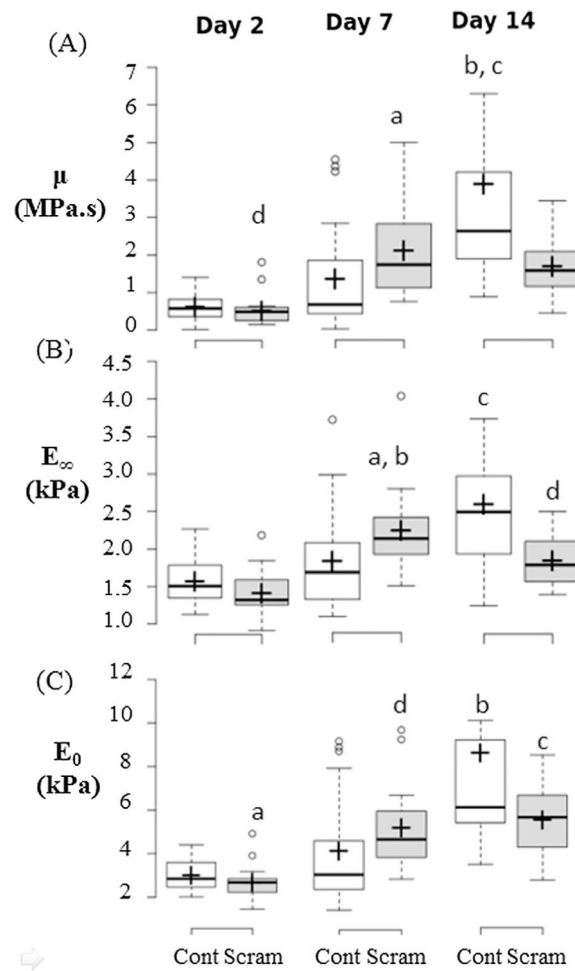 Day 2 Day 7 Day 14
(A)
b, c
7
6
a
5
μ
(MPa.s)
4
3
d
2
1
0
(B)
4.5
c
4.0
E∞
(kPa)
3.5
a, b
3.0
d
2.5
2.0
1.5
1.0
(C)
12
d
b
10
E0
(kPa)
c
8
6
a
4
2
Cont Scram Cont Scram Cont Scram